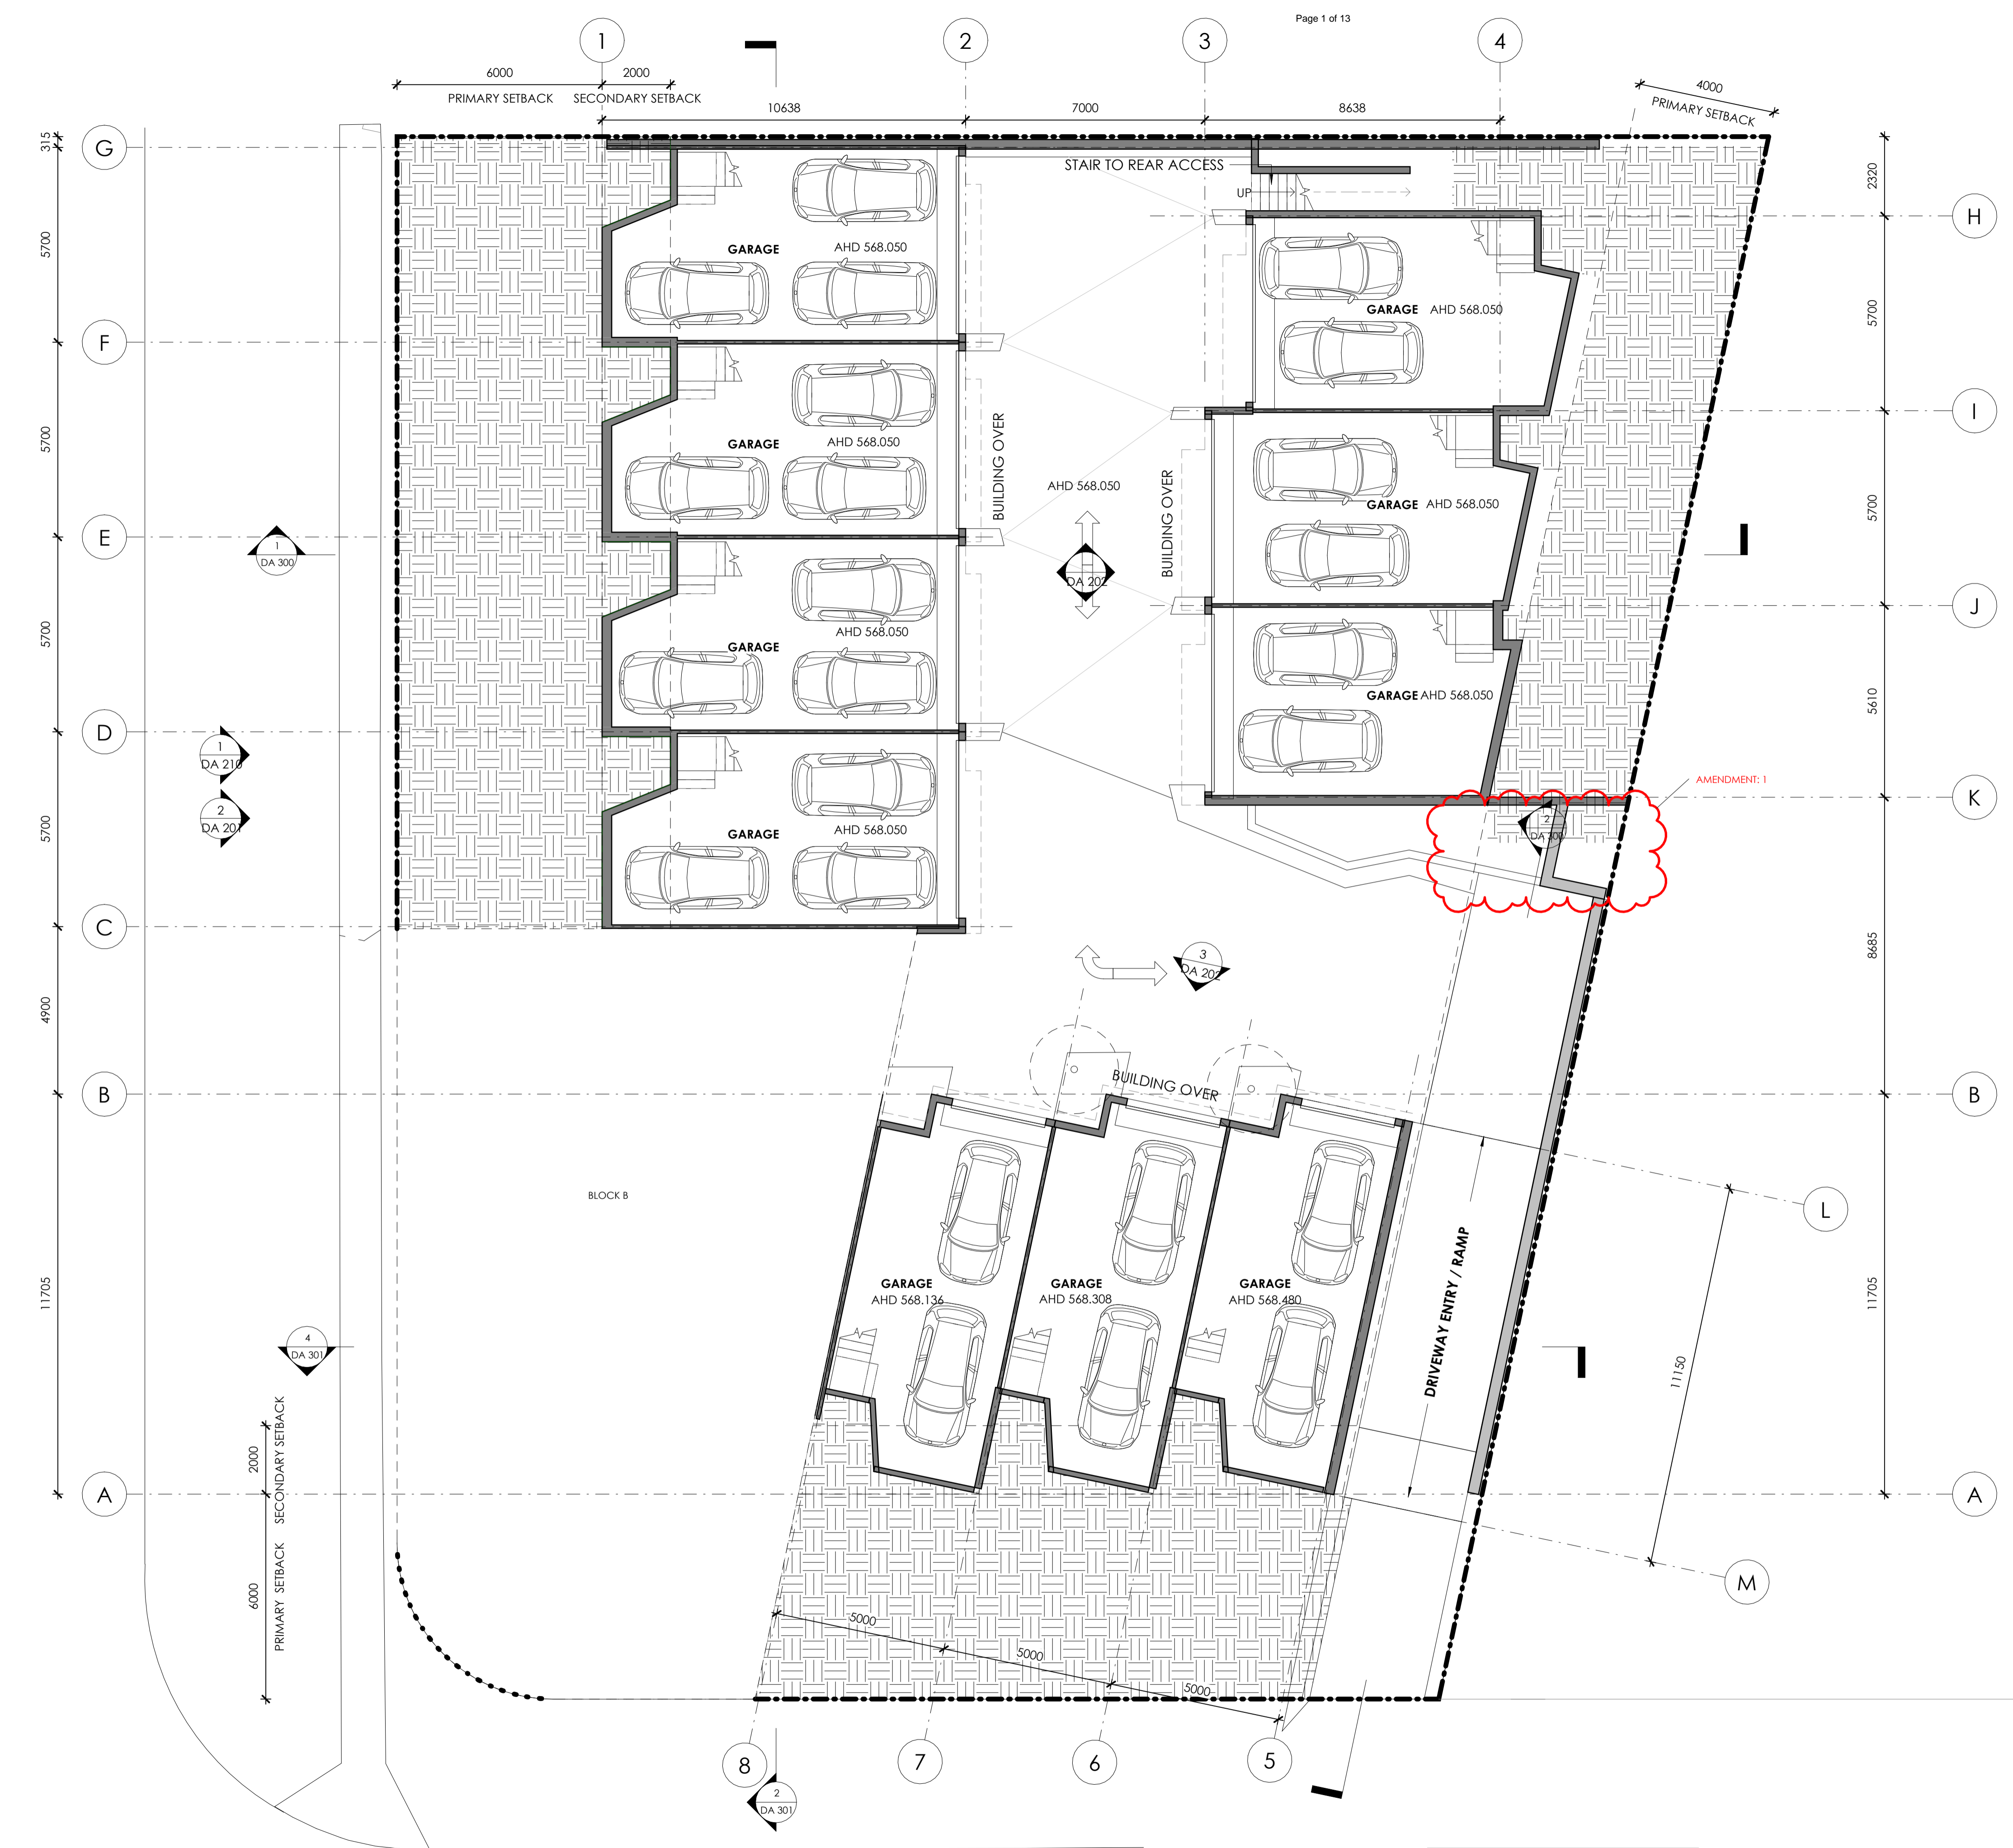 Page 1 of 13
1
2
3
4
6000
2000
4000
PRIMARY SETBACK
SECONDARY SETBACK
PRIMARY SETBACK
10638
7000
8638
315
G
STAIR TO REAR ACCESS
2320
UP
H
5700
GARAGE
AHD 568.050
GARAGE
AHD 568.050
5700
F
I
5700
GARAGE
AHD 568.050
BUILDING OVER
AHD 568.050
BUILDING OVER
GARAGE
AHD 568.050
5700
E
1
DA 300
DA 202
J
5700
AHD 568.050
GARAGE
GARAGE
AHD 568.050
5610
D
1
DA 210
AMENDMENT: 1
K
2
DA 201
5700
GARAGE
AHD 568.050
2
DA 300
C
3
DA 202
8685
4900
B
BUILDING OVER
B
BLOCK B
L
DRIVEWAY ENTRY / RAMP
11705
GARAGE
AHD 568.136
GARAGE
AHD 568.308
GARAGE
AHD 568.480
11705
4
DA 301
11150
2000
SECONDARY SETBACK
A
A
6000
PRIMARY SETBACK
M
5000
5000
5000
8
7
6
5
2
DA 301